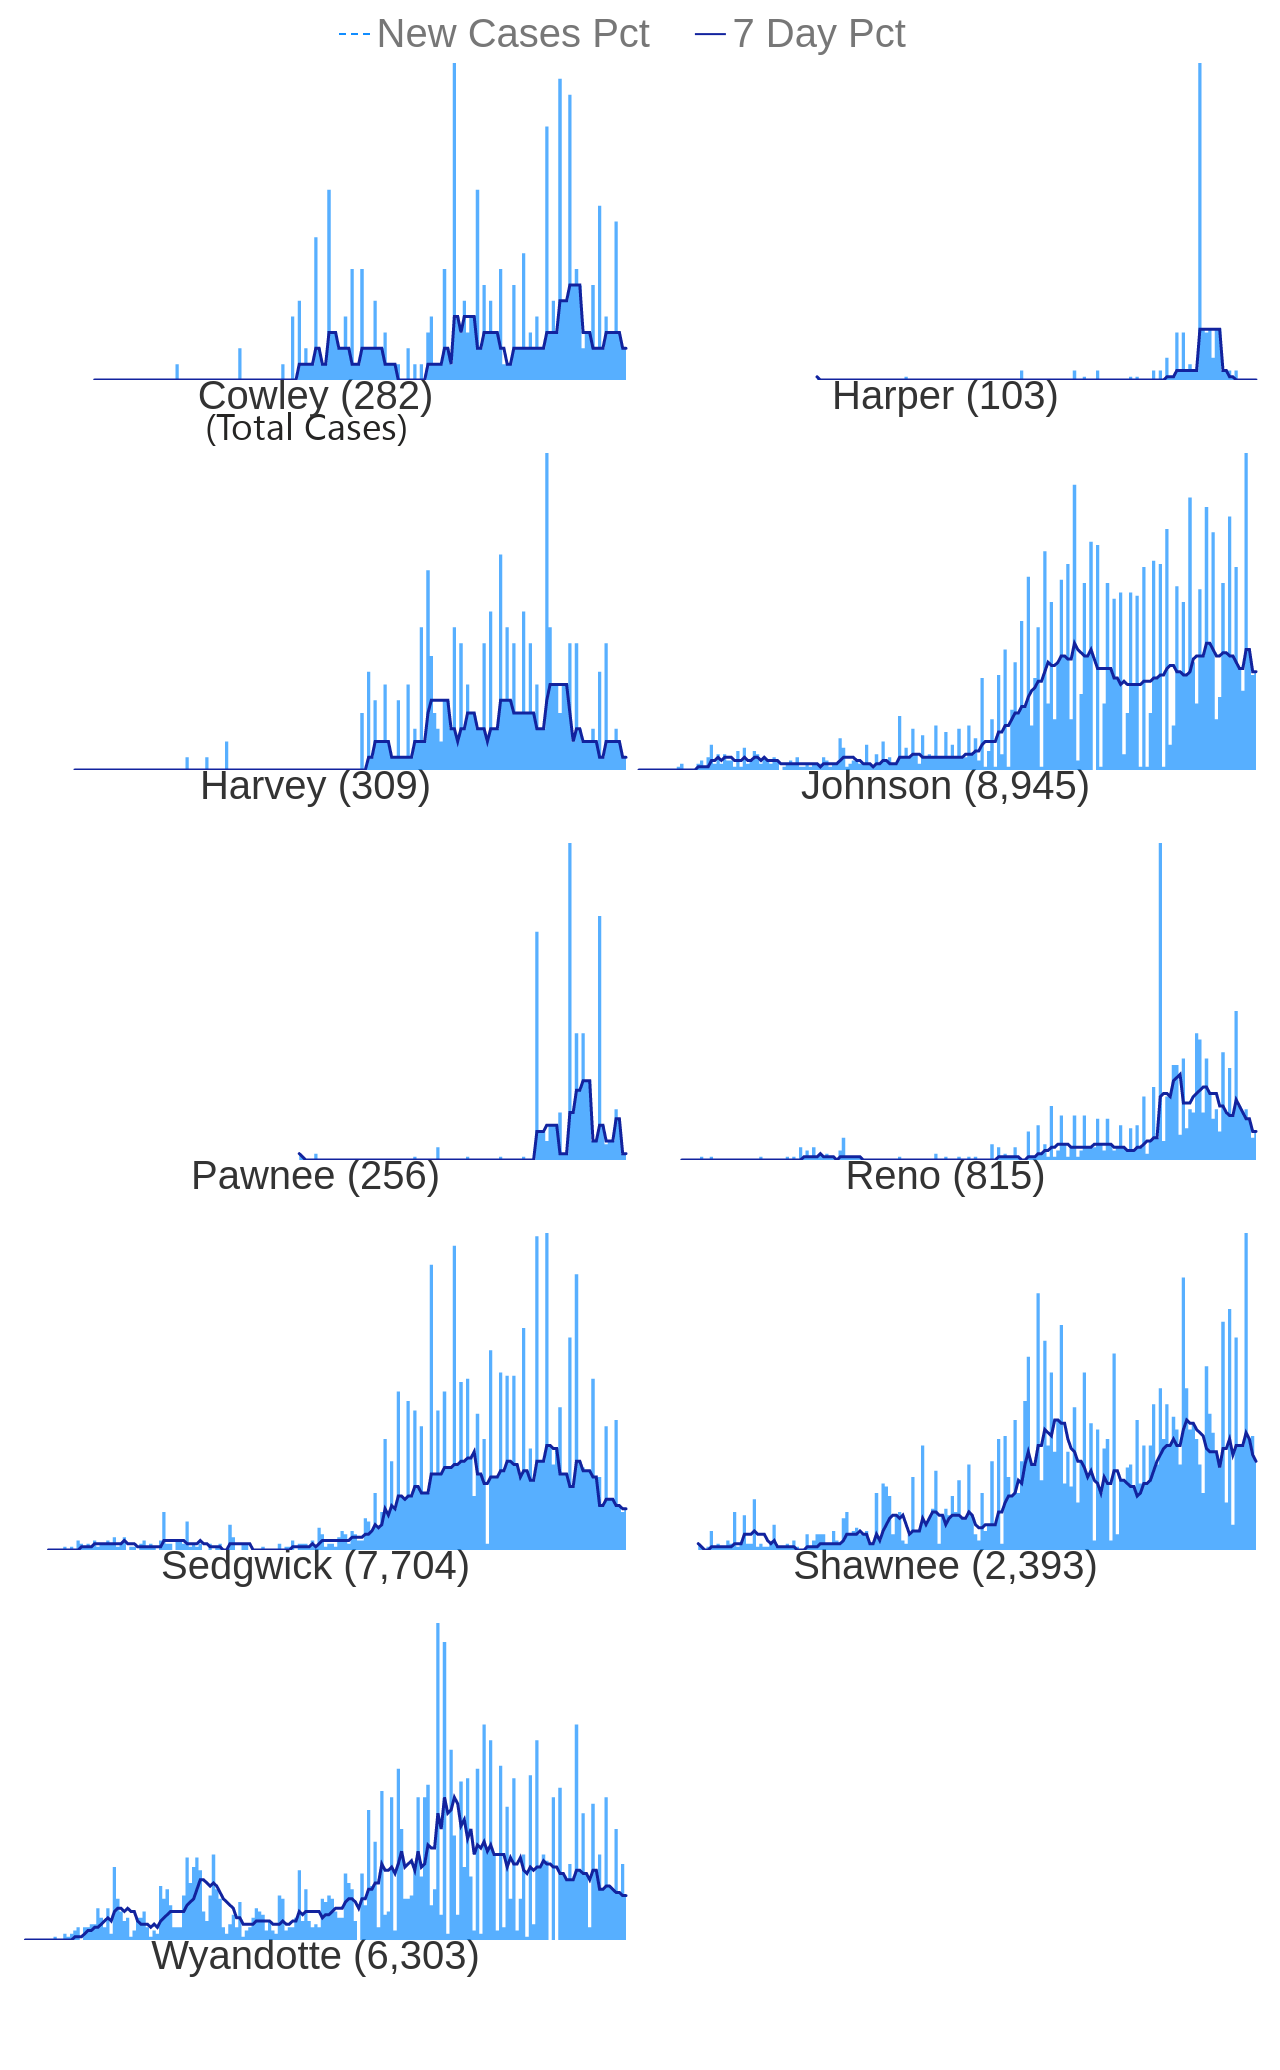 New Cases Pct 7 Day Pct
Cowley (282) Harper (103)
(Total Cases)
Harvey (309) Johnson (8,945)
Pawnee (256) Reno (815)
Sedgwick (7,704) Shawnee (2,393)
Wyandotte (6,303)